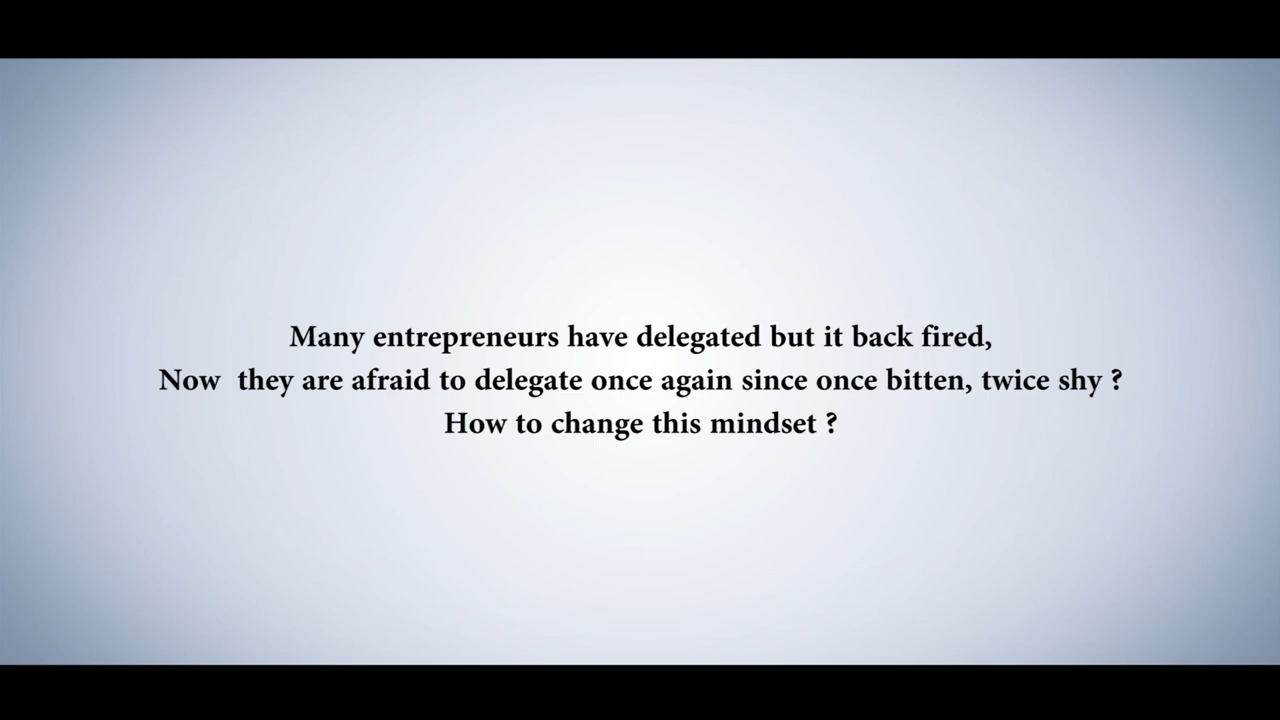 Many entrepreneurs have delegated but it back fired,
Now  they are afraid to delegate once again since once bitten, twice shy ?
How to change this mindset ?